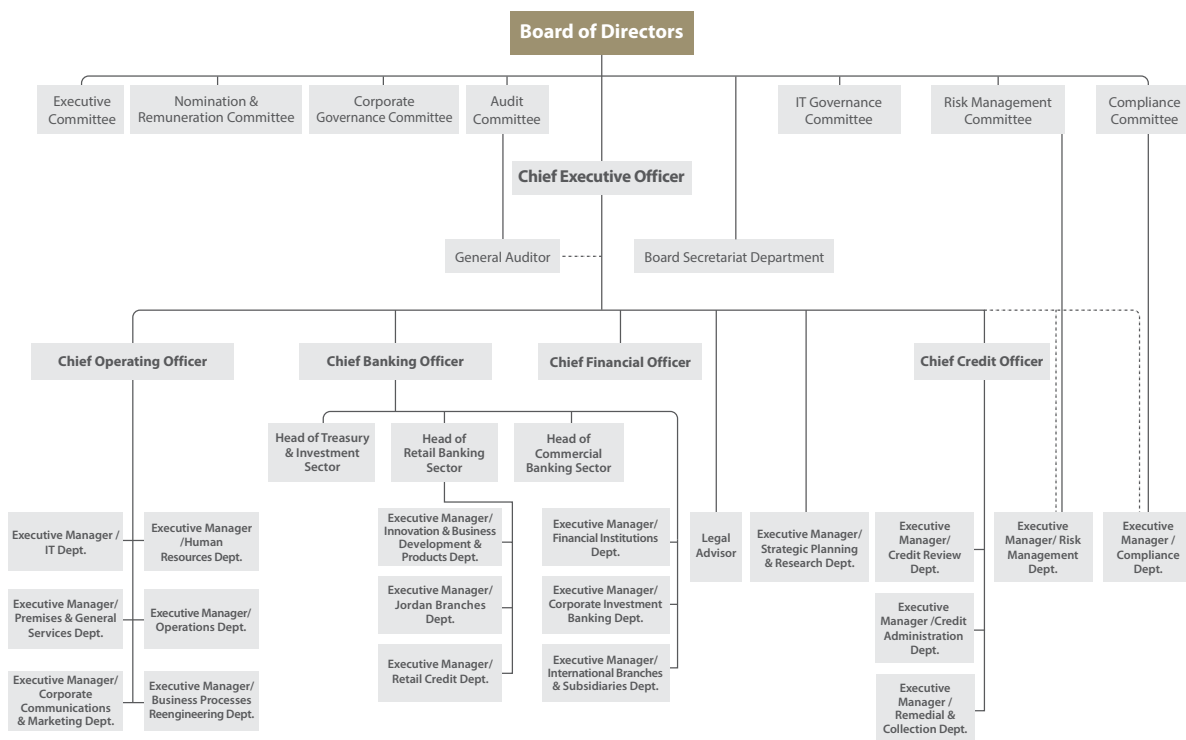 Board of Directors
Executive
Committee
Nomination &
Remuneration Committee
Corporate
Governance Committee
Audit
Committee
IT Governance
Committee
Risk Management
Committee
Compliance
Committee
Chief Executive Officer
General Auditor
Board Secretariat Department
Chief Operating Officer
Chief Banking Officer
Chief Financial Officer
Chief Credit Officer
Head of Treasury
& Investment
Sector
Head of
Retail Banking
Sector
Head of
Commercial
Banking Sector
Executive Manager /
IT Dept.
Executive Manager
/Human
Resources Dept.
Executive Manager/
Innovation & Business
Development &
Products Dept.
Executive Manager/
Financial Institutions
Dept.
Legal
Advisor
Executive Manager/
Strategic Planning
& Research Dept.
Executive
Manager/
Credit Review
Dept.
Executive
Manager/ Risk
Management
Dept.
Executive
Manager /
Compliance
Dept.
Executive Manager/
Premises & General
Services Dept.
Executive Manager/
Operations Dept.
Executive Manager/
Jordan Branches
Dept.
Executive Manager/
Corporate Investment
Banking Dept.
Executive
Manager /Credit
Administration
Dept.
Executive Manager/
Corporate
Communications
& Marketing Dept.
Executive Manager/
Business Processes
Reengineering Dept.
Executive Manager/
Retail Credit Dept.
Executive Manager/
International Branches
& Subsidiaries Dept.
Executive
Manager /
Remedial &
Collection Dept.